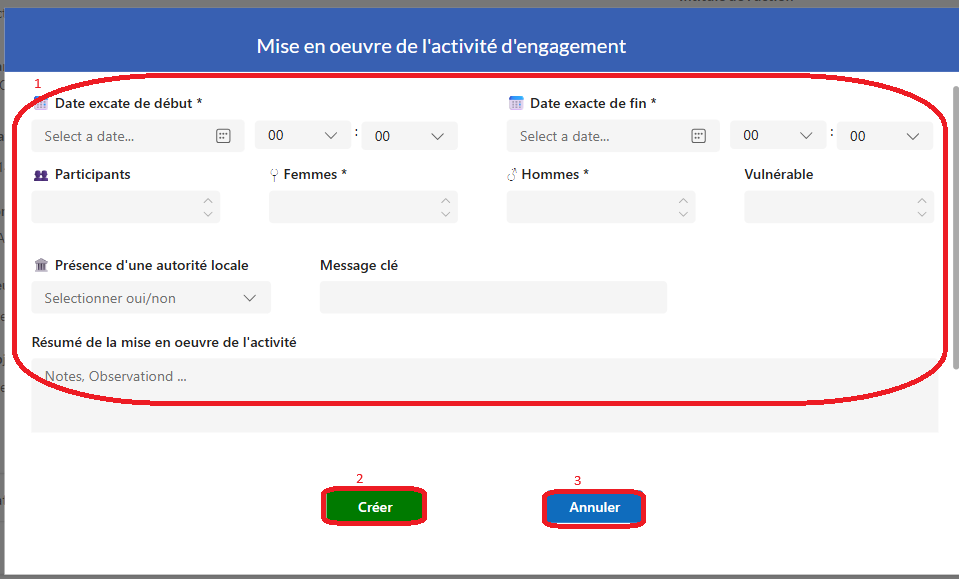 Mise en oeuvre de l'activité d'engagement
1
Date excate de début * Date exacte de fin *
Select a date... 00 : 00 Select a date... 00 : 00
Participants Femmes * Hommes * Vulnérable
Présence d'une autorité locale Message clé
Selectionner oui/non
Résumé de la mise en oeuvre de l'activité
Notes, Observationd ...
2 3
Créer Annuler